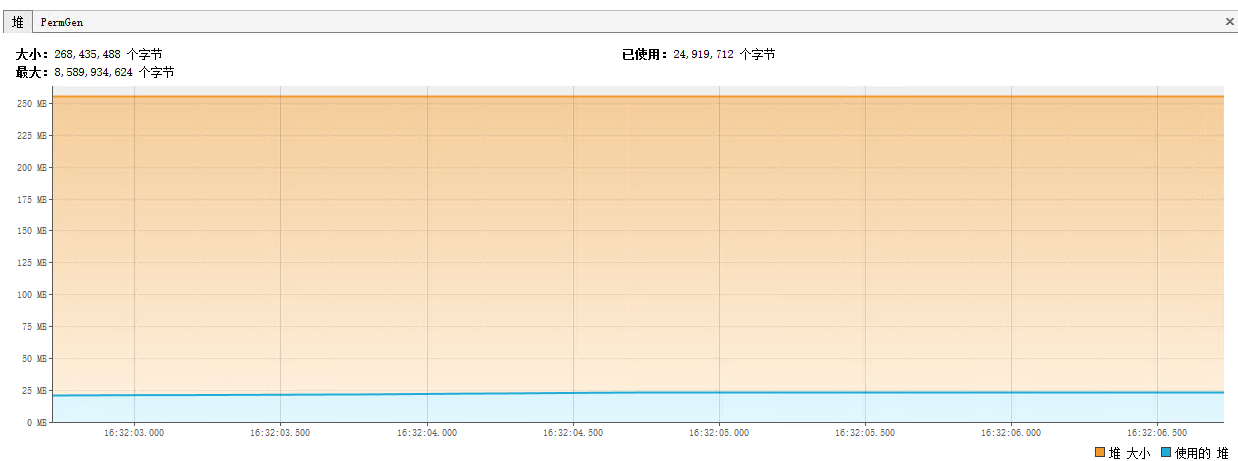 堆 PermGen ×
大小: 268,435,488 个字节 已使用: 24,919,712 个字节
最大: 8,589,934,624 个字节
250 MB
225 MB
200 MB
175 MB
150 MB
125 MB
100 MB
75 MB
50 MB
25 MB
0 MB
16:32:03.000 16:32:03.500 16:32:04.000 16:32:04.500 16:32:05.000 16:32:05.500 16:32:06.000 16:32:06.500
堆 大小 使用的 堆